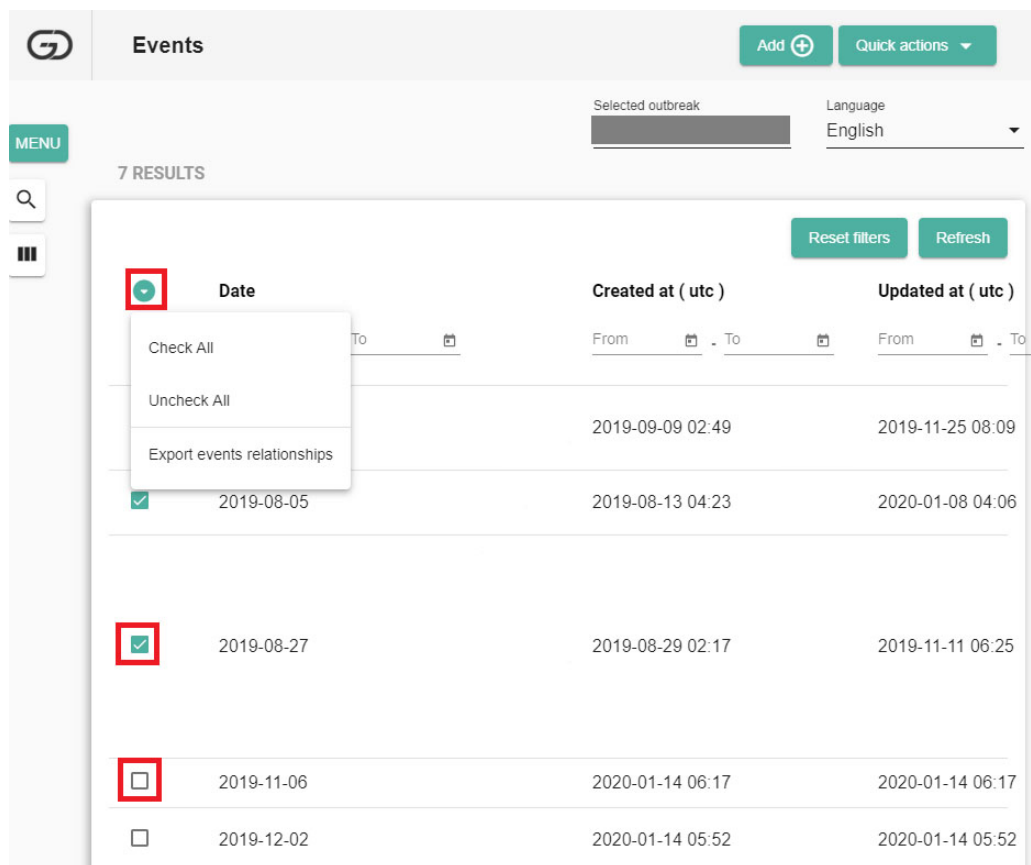 Events
Add
Quick actions
Selected outbreak
Language
English
MENU
7 RESULTS
Reset filters
Refresh
Date
Created at ( utc )
Updated at ( utc )
Check All
To
From
- To
From
- To
Uncheck All
2019-09-09 02:49
2019-11-25 08:09
Export events relationships
2019-08-05
2019-08-13 04:23
2020-01-08 04:06
2019-08-27
2019-08-29 02:17
2019-11-11 06:25
2019-11-06
2020-01-14 06:17
2020-01-14 06:17
2019-12-02
2020-01-14 05:52
2020-01-14 05:52